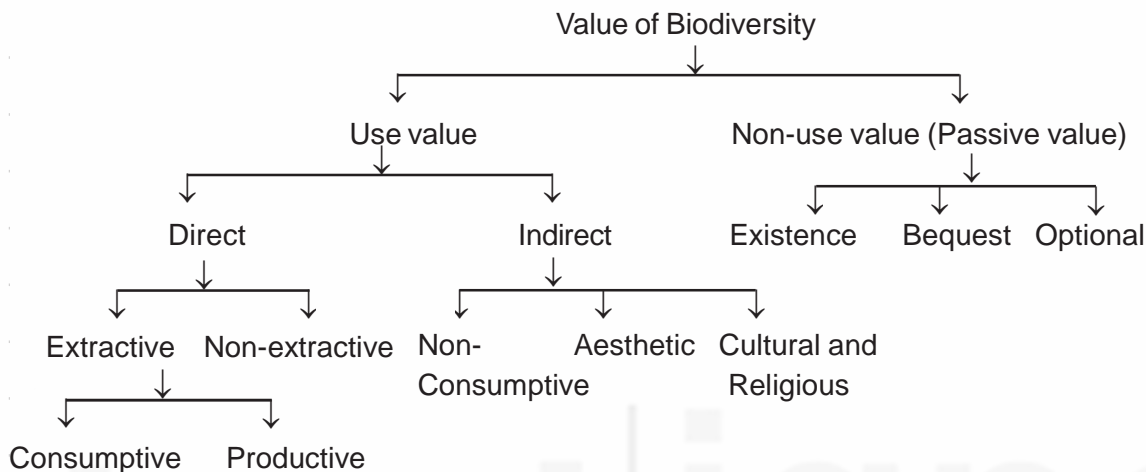 Value of Biodiversity
Use value
Non-use value (Passive value)
Direct
Indirect
Existence
Bequest
Optional
Extractive
Non-extractive
Non-
Consumptive
Aesthetic
Cultural and
Religious
Consumptive
Productive